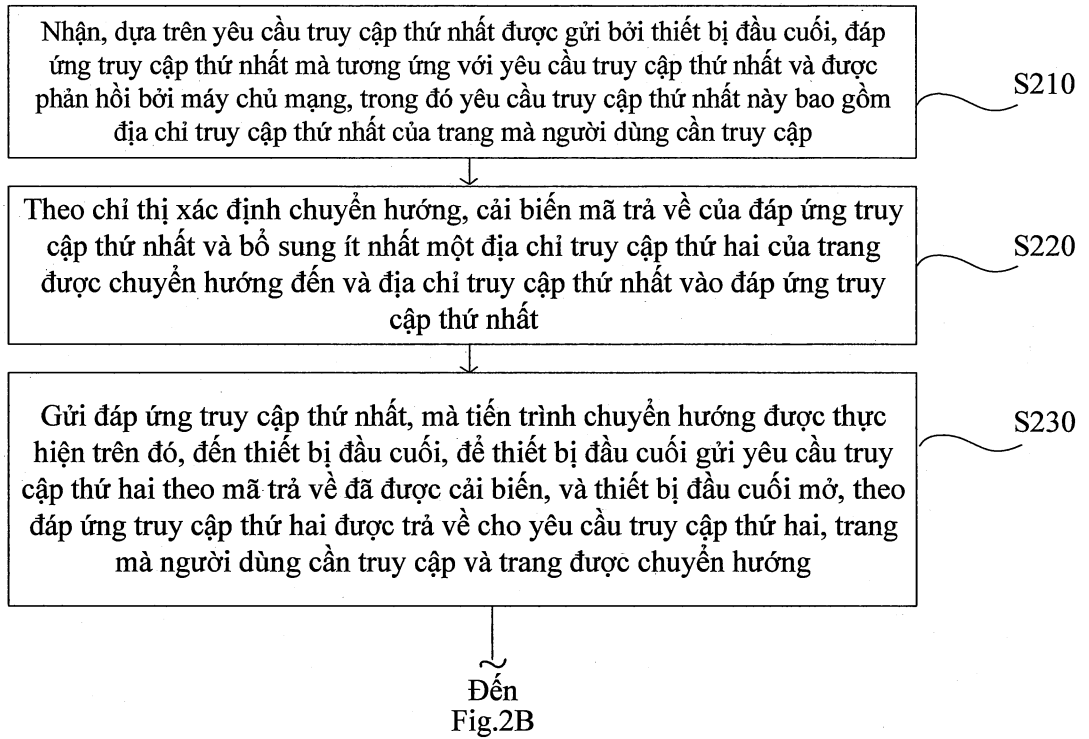 Nhận, dựa trên yêu cầu truy cập thứ nhất được gửi bởi thiết bị đầu cuối, đáp
ứng truy cập thứ nhất mà tương ứng với yêu cầu truy cập thứ nhất và được
phản hồi bởi máy chủ mạng, trong đó yêu cầu truy cập thứ nhất này bao gồm
địa chỉ truy cập thứ nhất của trang mà người dùng cần truy cập
S210
Theo chỉ thị xác định chuyển hướng, cải biến mã trả về của đáp ứng truy
cập thứ nhất và bổ sung ít nhất một địa chỉ truy cập thứ hai của trang
được chuyển hướng đến và địa chỉ truy cập thứ nhất vào đáp ứng truy
cập thứ nhất
S220
Gửi đáp ứng truy cập thứ nhất, mà tiến trình chuyển hướng được thực
hiện trên đó, đến thiết bị đầu cuối, để thiết bị đầu cuối gửi yêu cầu truy
cập thứ hai theo mã trả về đã được cải biến, và thiết bị đầu cuối mở, theo
đáp ứng truy cập thứ hai được trả về cho yêu cầu truy cập thứ hai, trang
mà người dùng cần truy cập và trang được chuyển hướng
S230
Đến
Fig.2B